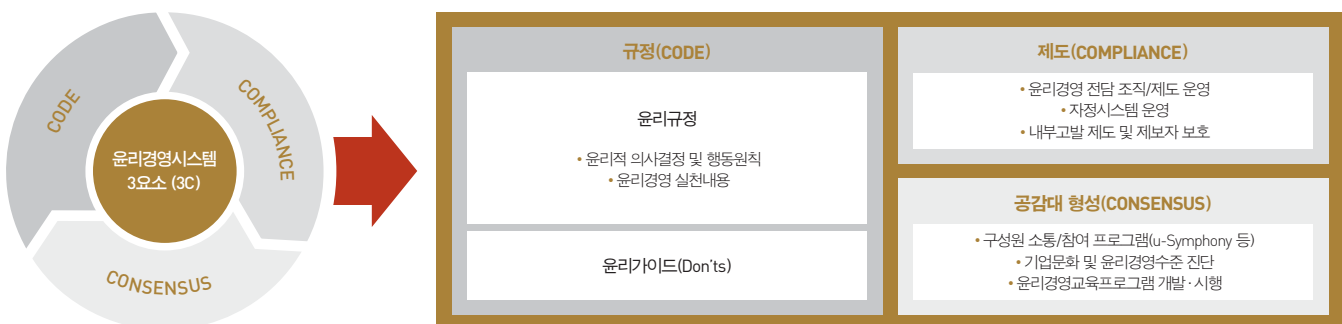 CODE
COMPLIANCE
CONSENSUS
윤리경영시스템
3요소 (3C)
규정(CODE)
윤리규정
• 윤리적 의사결정 및 행동원칙
• 윤리경영 실천내용
윤리가이드(Don'ts)
제도(COMPLIANCE)
• 윤리경영 전담 조직/제도 운영
• 자정시스템 운영
• 내부고발 제도 및 제보자 보호
공감대 형성(CONSENSUS)
• 구성원 소통/참여 프로그램(u-Symphony 등)
• 기업문화 및 윤리경영수준 진단
• 윤리경영교육프로그램 개발·시행